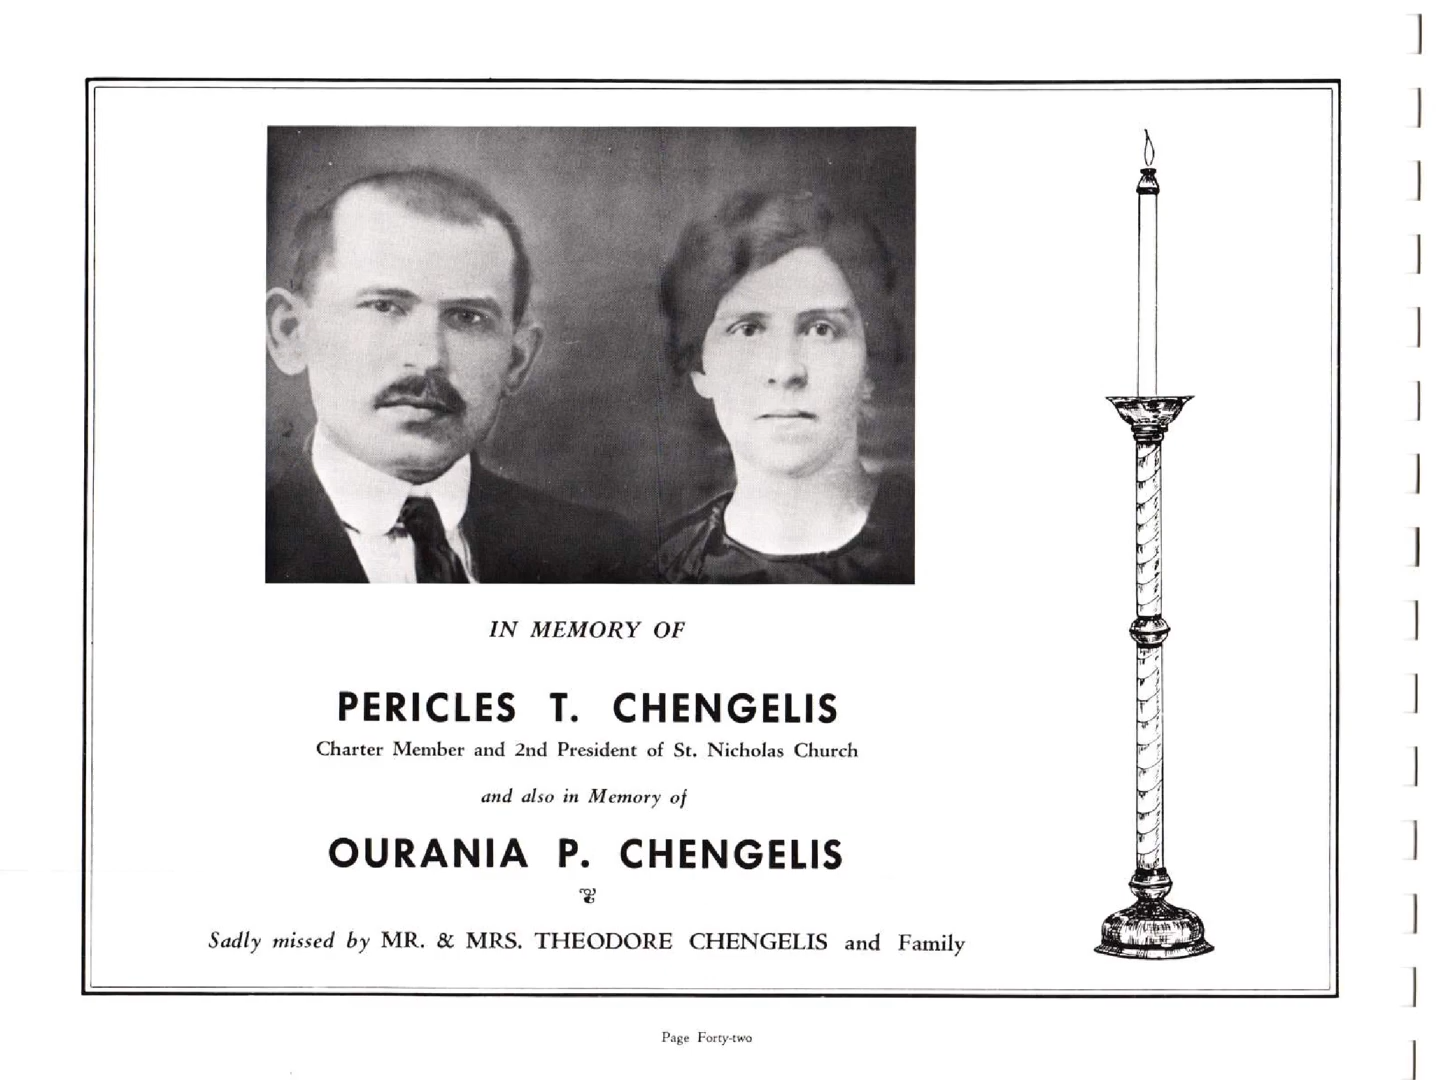 IN MEMORY OF
PERICLES T. CHENGELIS
Charter Member and 2nd President of St. Nicholas Church
and also in Memory of
OURANIA P. CHENGELIS
Sadly missed by MR. & MRS. THEODORE CHENGELIS and Family
Page Forty-two